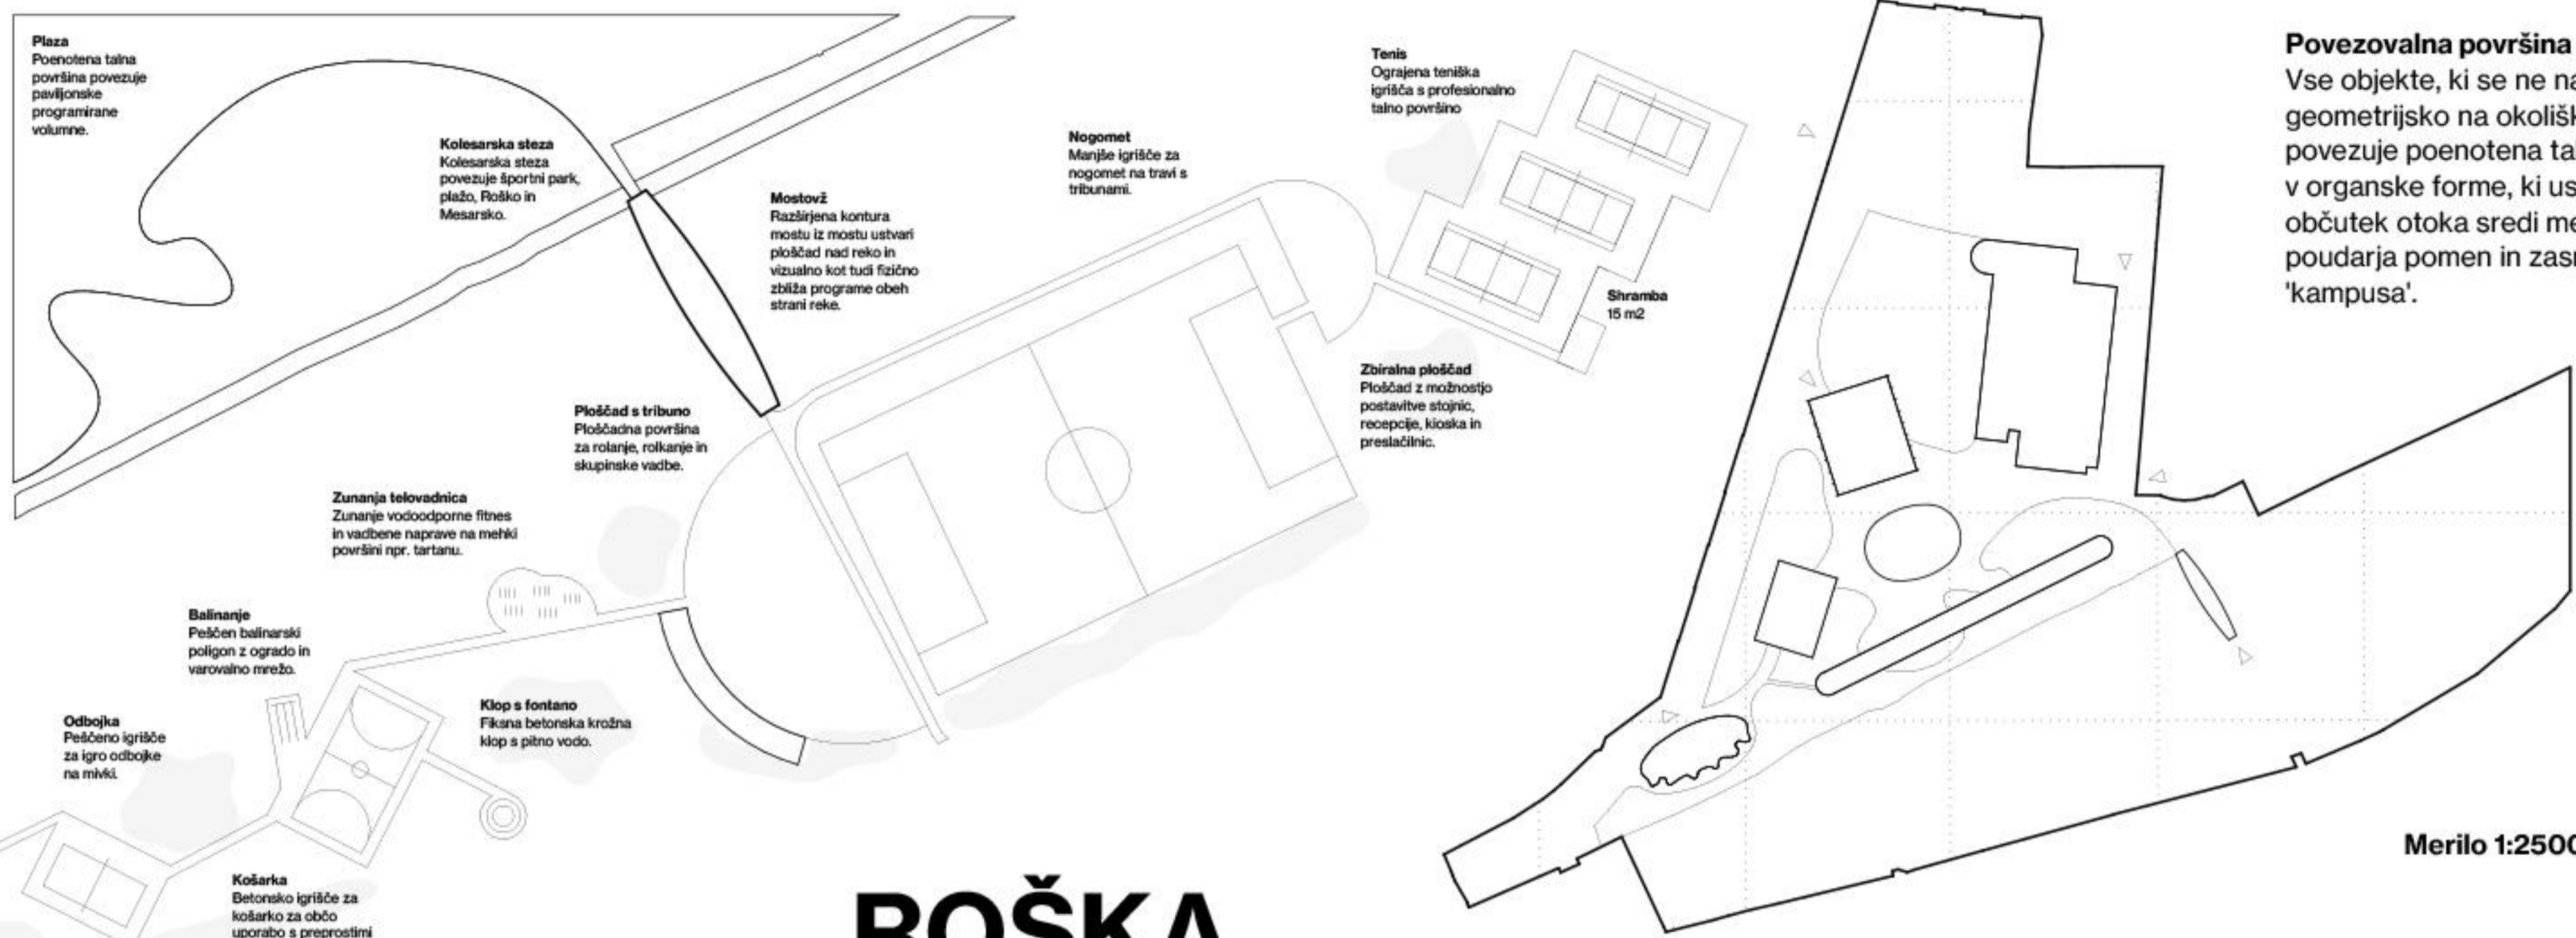 Plaza
Poenotena talna
površina povezuje
paviljonske
programirane
volumne.
Kolesarska steza
Kolesarska steza
povezuje športni park,
plažo, Roško in
Mesarsko.
Mostovž
Razširjena kontura
mostu iz mostu ustvari
ploščad nad reko in
vizualno kot tudi fizično
zbliža programe obeh
strani reke.
Nogomet
Manjše igrišče za
nogomet na travi s
tribunami.
Tenis
Ograjena teniška
igrišča s profesionalno
talno površino
Shramba
15 m2
Zbiralna ploščad
Ploščad z možnostjo
postavitve stojnic,
recepcije, kioska in
preslačilnic.
Ploščad s tribuno
Ploščadna površina
za rolanje, rolkanje in
skupinske vadbe.
Zunanja telovadnica
Zunanje vodoodporne fitnes
in vadbene naprave na mehki
površini npr. tartanu.
Balinanje
Peščen balinarski
poligon z ogrado in
varovalno mrežo.
Klop s fontano
Fiksna betonska krožna
klop s pitno vodo.
Odbojka
Peščeno igrišče
za igro odbojke
na mivki.
Košarka
Betonsko igrišče za
košarko za občo
uporabo s preprostimi
ROŠKA
Povezovalna površina
Vse objekte, ki se ne na
geometrijsko na okolišk
povezuje poenotena ta
v organske forme, ki us
občutek otoka sredi me
poudarja pomen in zas
'kampusa'.
Merilo 1:2500